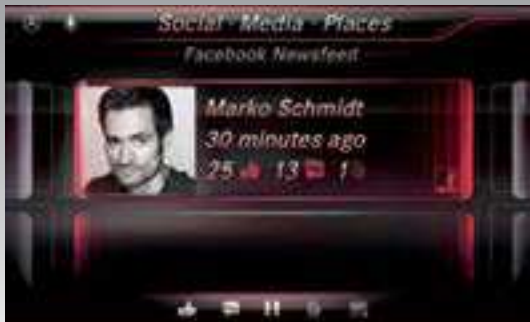 Social · Media · Places
Facebook Newsfeed
Marko Schmidt
30 minutes ago
25 13 1